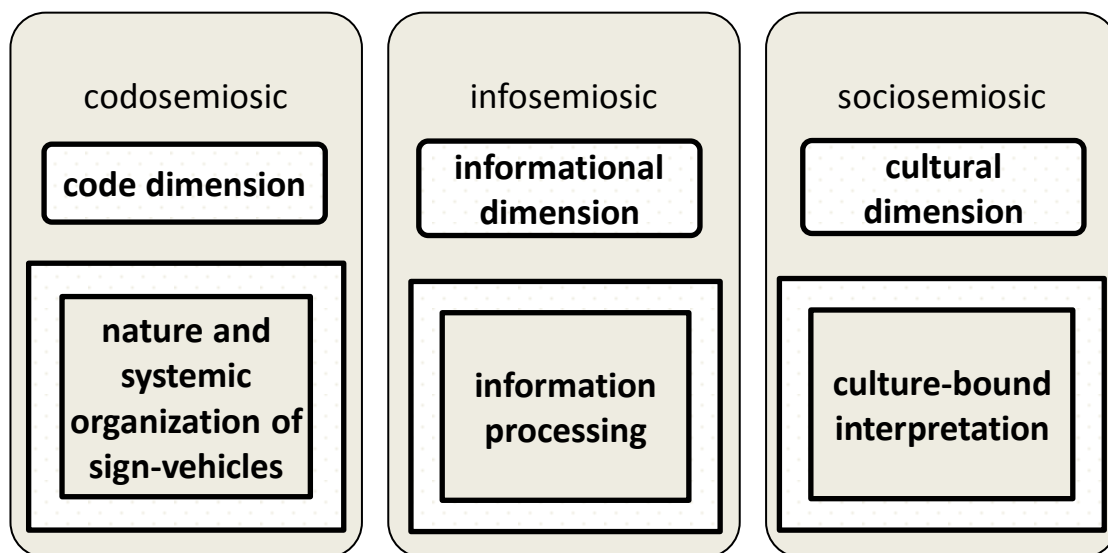 codosemiosic
code dimension
nature and
systemic
organization of
sign-vehicles
infosemiosic
informational
dimension
information
processing
sociosemiosic
cultural
dimension
culture-bound
interpretation